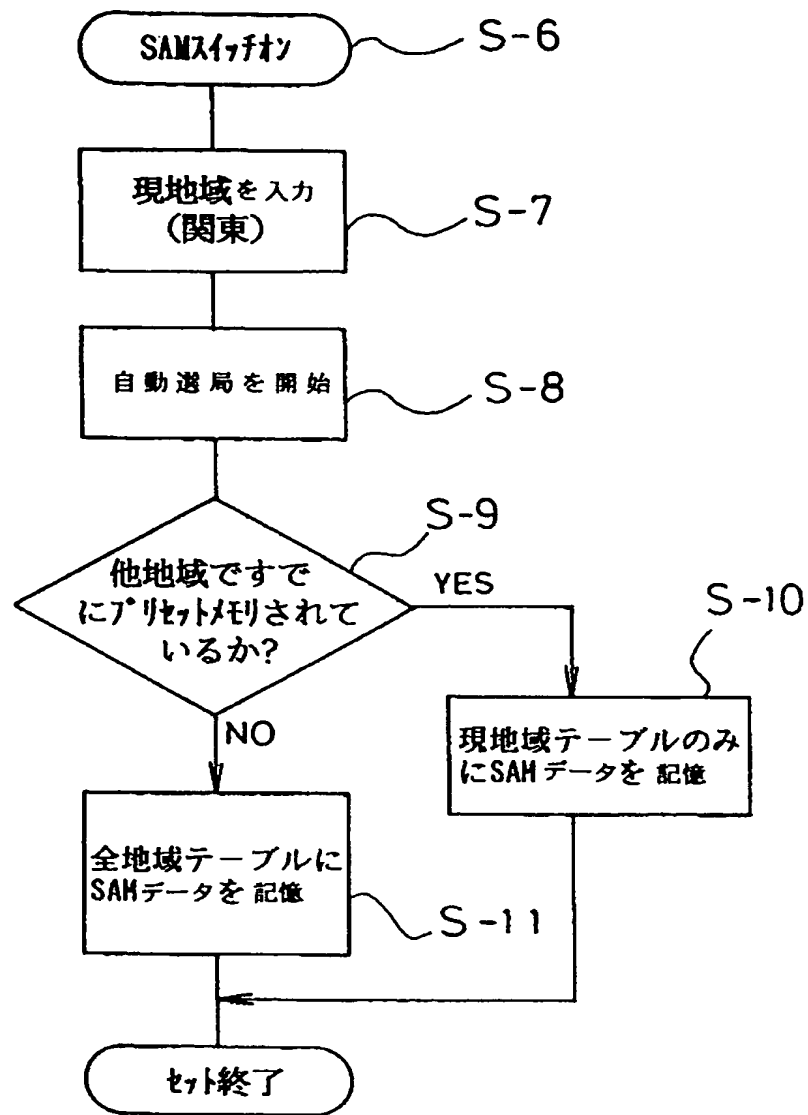 SAMスイッチオン
S-6
現地域を入力
(関東)
S-7
自動選局を開始
S-8
S-9
他地域ですで
にプリセットメモリされて
いるか?
YES
S-10
NO
現地域テーブルのみ
にSAMデータを記憶
全地域テーブルに
SAMデータを記憶
S-11
セット終了